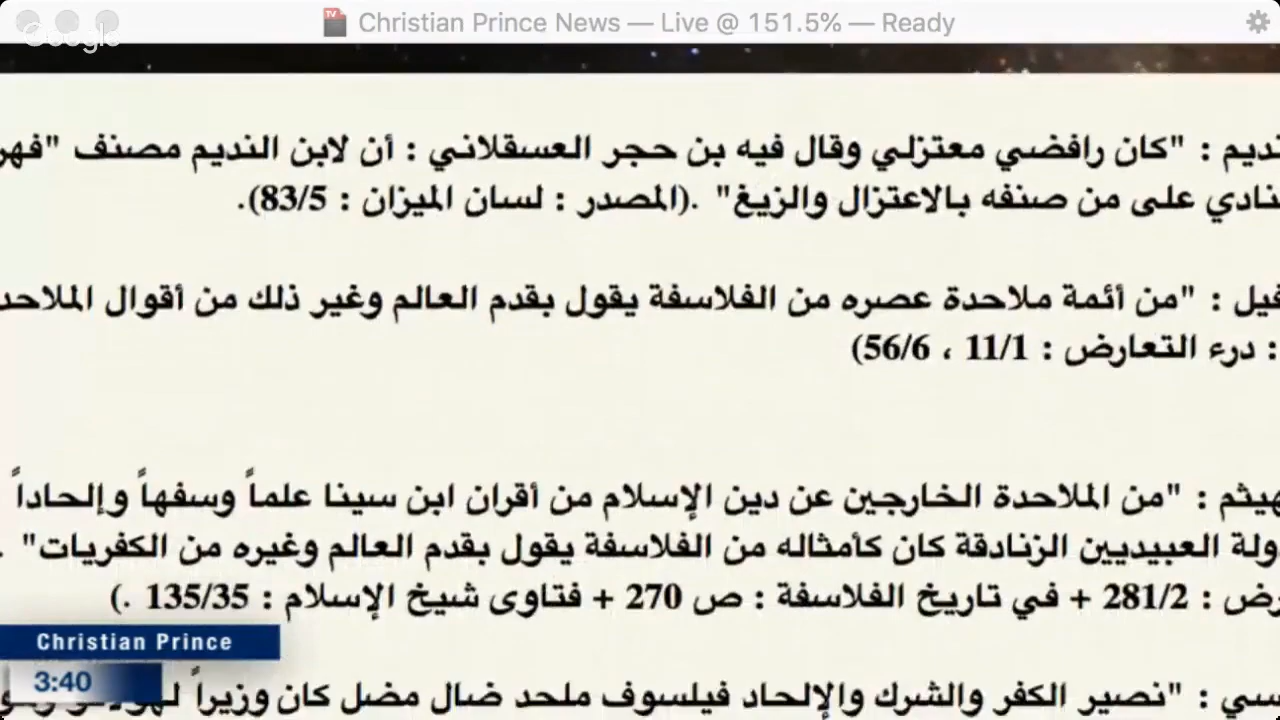 Christian Prince News — Live @ 151.5% — Ready
Google
نديم : "كان رافضي معتزلي وقال فيه بن حجر العسقلاني : أن لابن النديم مصنف "فهر
نادي على من صنفه بالاعتزال والزيغ" .(المصدر : لسان الميزان : 83/5).
فيل : "من أئمة ملاحدة عصره من الفلاسفة يقول بقدم العالم وغير ذلك من أقوال الملاحد
: درء التعارض : 11/1 ، 56/6)
هيثم : "من الملاحدة الخارجين عن دين الإسلام من أقران ابن سينا علماً وسفهاً وإلحاداً
ولة العبيديين الزنادقة كان كأمثاله من الفلاسفة يقول بقدم العالم وغيره من الكفريات" .
رض : 281/2 + في تاريخ الفلاسفة : ص 270 + فتاوى شيخ الإسلام : 135/35 .)
Christian Prince
3:40
سي : "نصير الكفر والشرك والإلحاد فيلسوف ملحد ضال مضل كان وزيراً